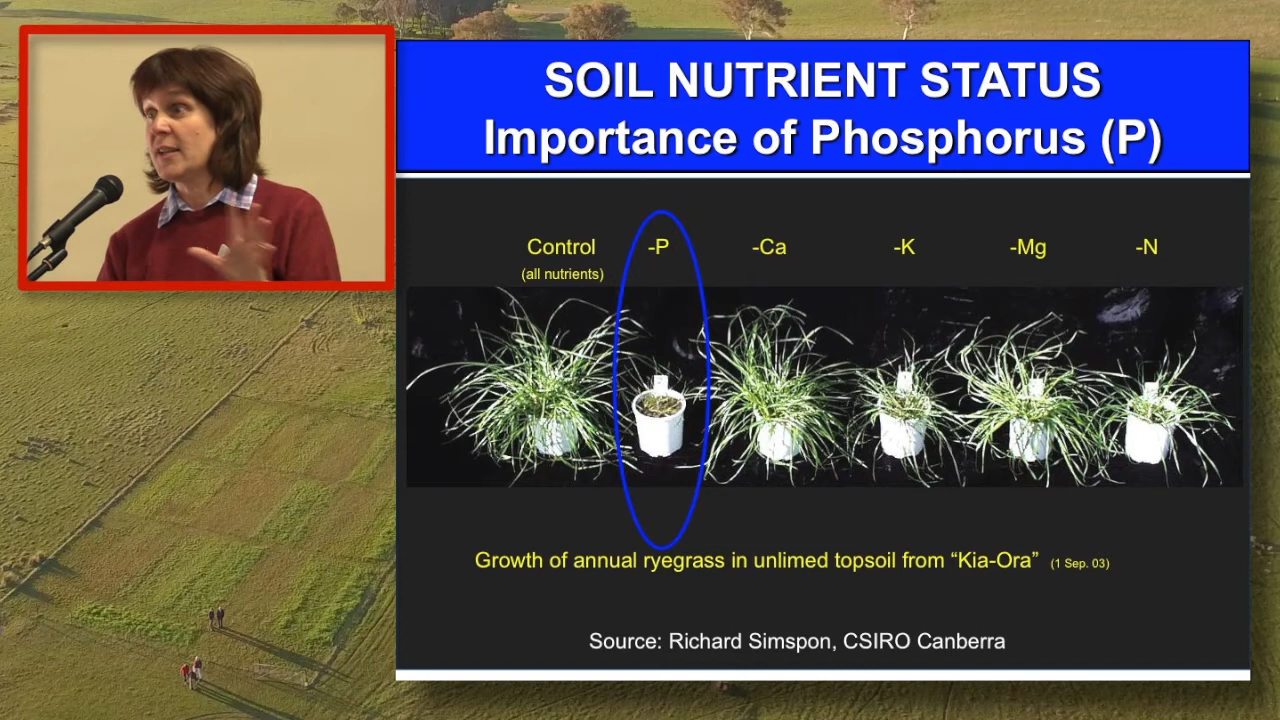 SOIL NUTRIENT STATUS
Importance of Phosphorus (P)
Control -P -Ca -K -Mg -N
(all nutrients)
Growth of annual ryegrass in unlimed topsoil from “Kia-Ora” (1 Sep. 03)
Source: Richard Simspon, CSIRO Canberra